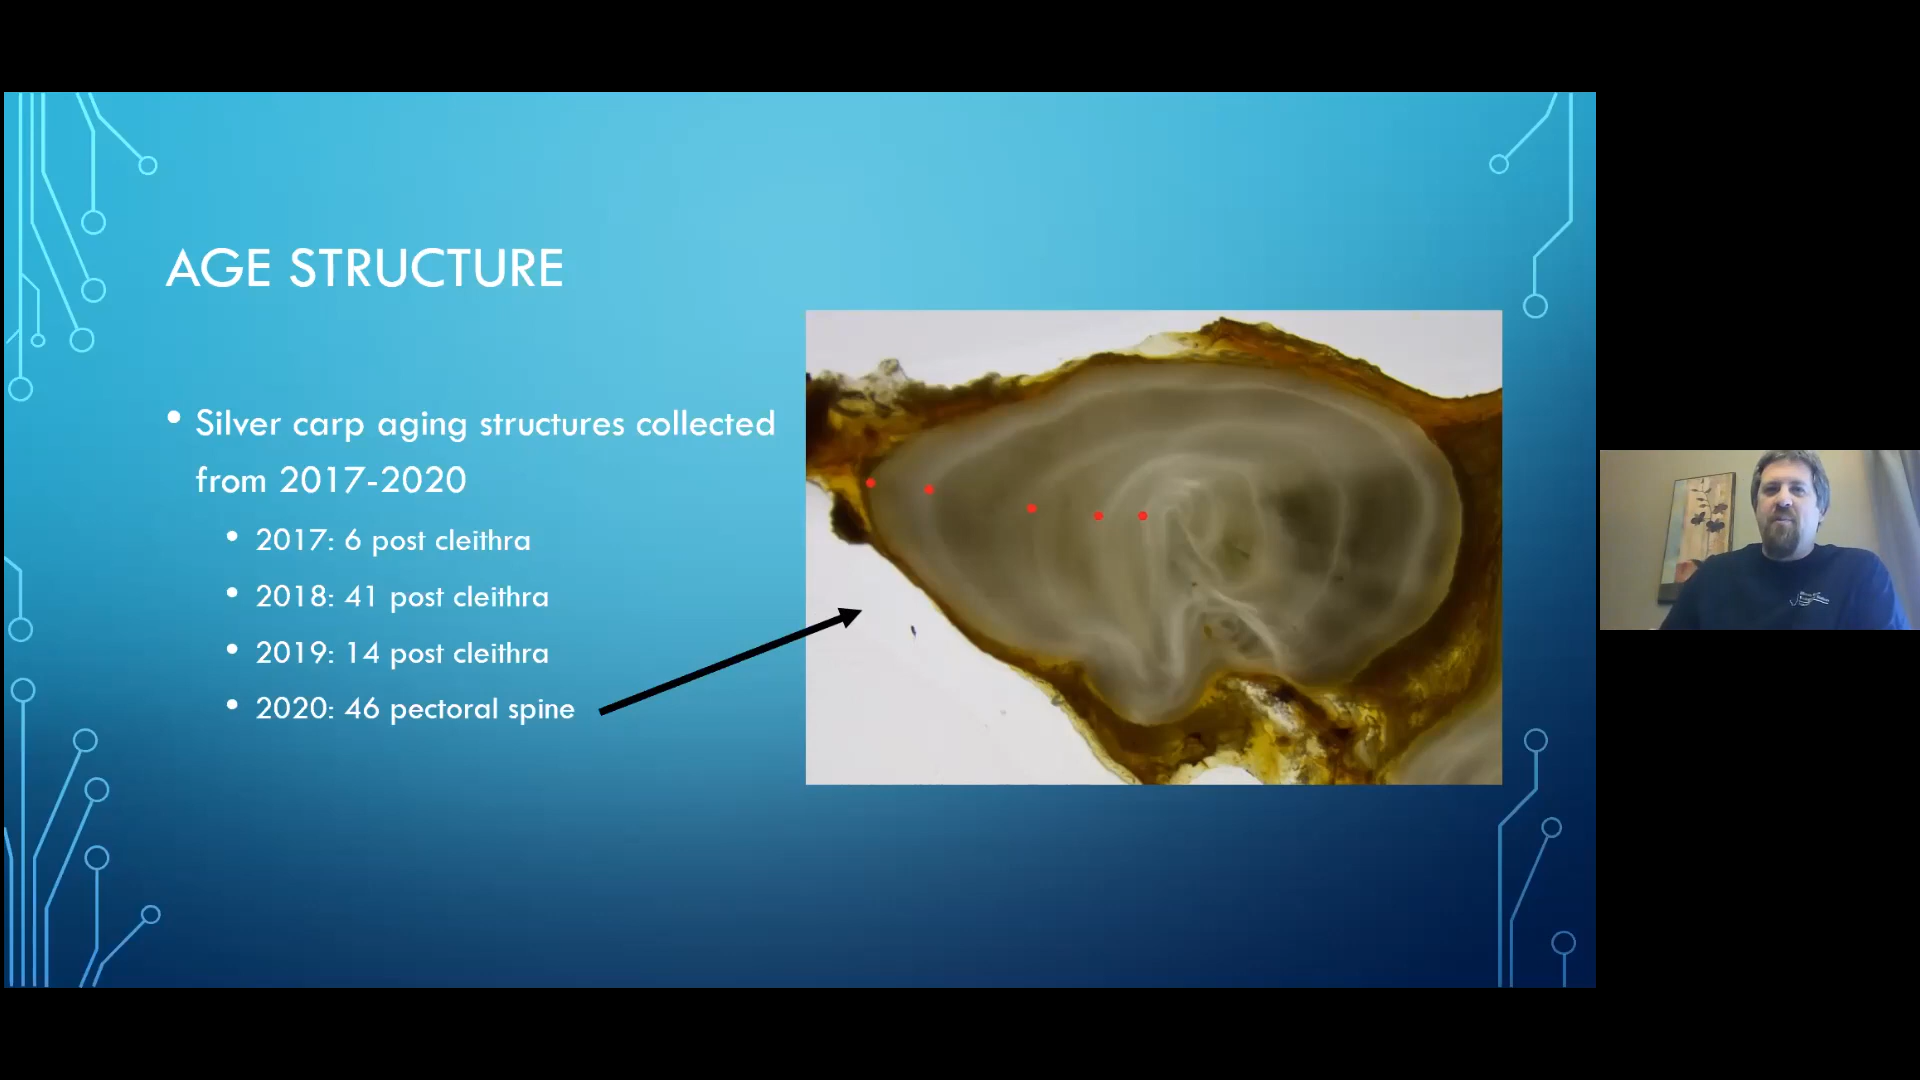 AGE STRUCTURE
• Silver carp aging structures collected
from 2017-2020
• 2017: 6 post cleithra
• 2018: 41 post cleithra
• 2019: 14 post cleithra
• 2020: 46 pectoral spine